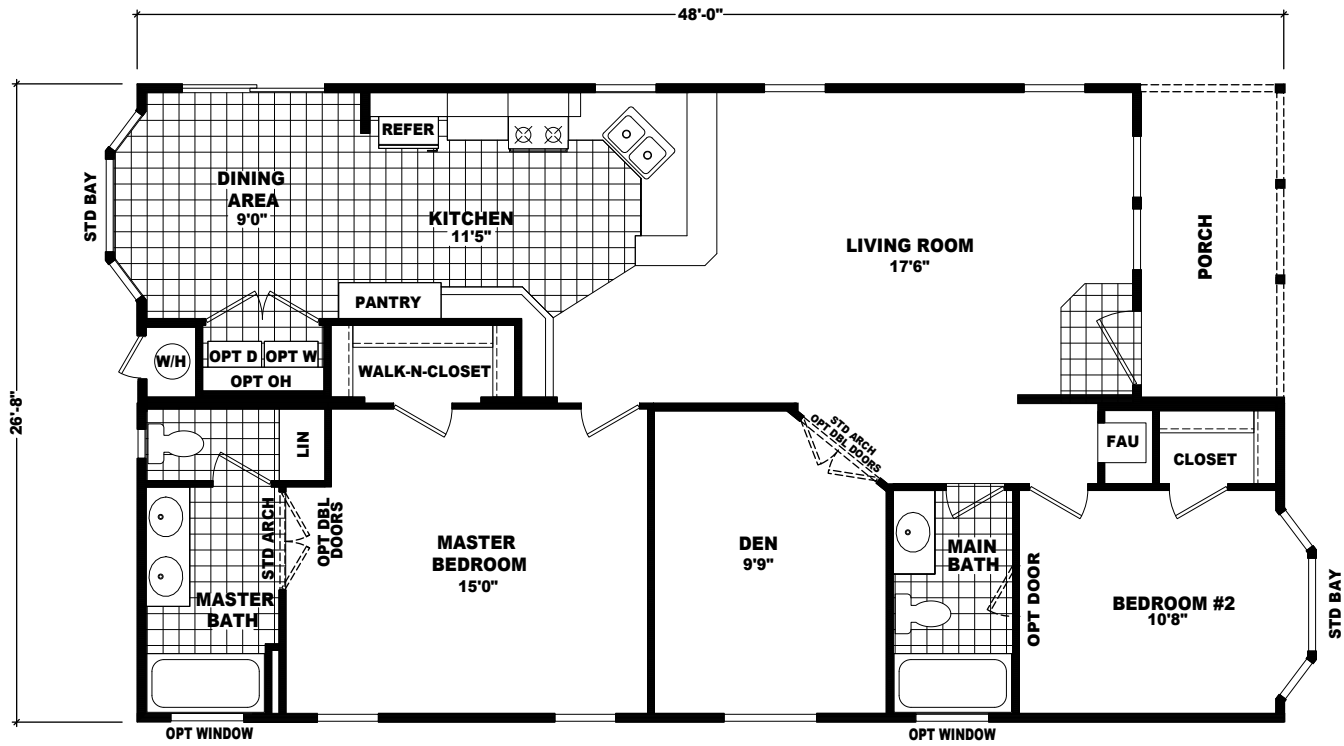 48'-0"
26'-8"
STD BAY
DINING
AREA
9'0"
REFER
KITCHEN
11'5"
LIVING ROOM
17'6"
PORCH
PANTRY
W/H
OPT D
OPT W
OPT OH
WALK-N-CLOSET
LIN
STD ARCH
OPT DBL
DOORS
MASTER
BATH
MASTER
BEDROOM
15'0"
STD ARCH
OPT DBL DOORS
DEN
9'9"
MAIN
BATH
OPT DOOR
FAU
CLOSET
BEDROOM #2
10'8"
STD BAY
OPT WINDOW
OPT WINDOW